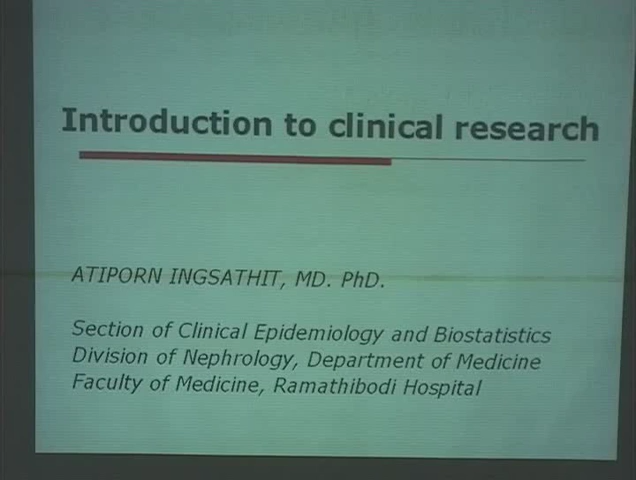 Introduction to clinical research
ATIPORN INGSATHIT, MD. PhD.
Section of Clinical Epidemiology and Biostatistics
Division of Nephrology, Department of Medicine
Faculty of Medicine, Ramathibodi Hospital